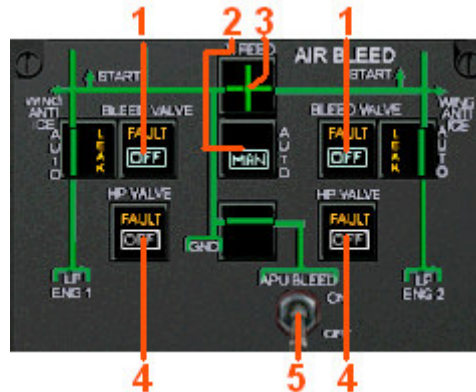 1 2 3 1
X FEED AIR BLEED
START START
WING ANTI ICE BLEED VALVE BLEED VALVE WING ANTI ICE
AUTO LEAK FAULT OFF MAN AUTO FAULT OFF LEAK AUTO
HP VALVE HP VALVE
FAULT OFF FAULT OFF
GND
LP ENG 1 APU BLEED LP ENG 2
ON
OFF
4 5 4